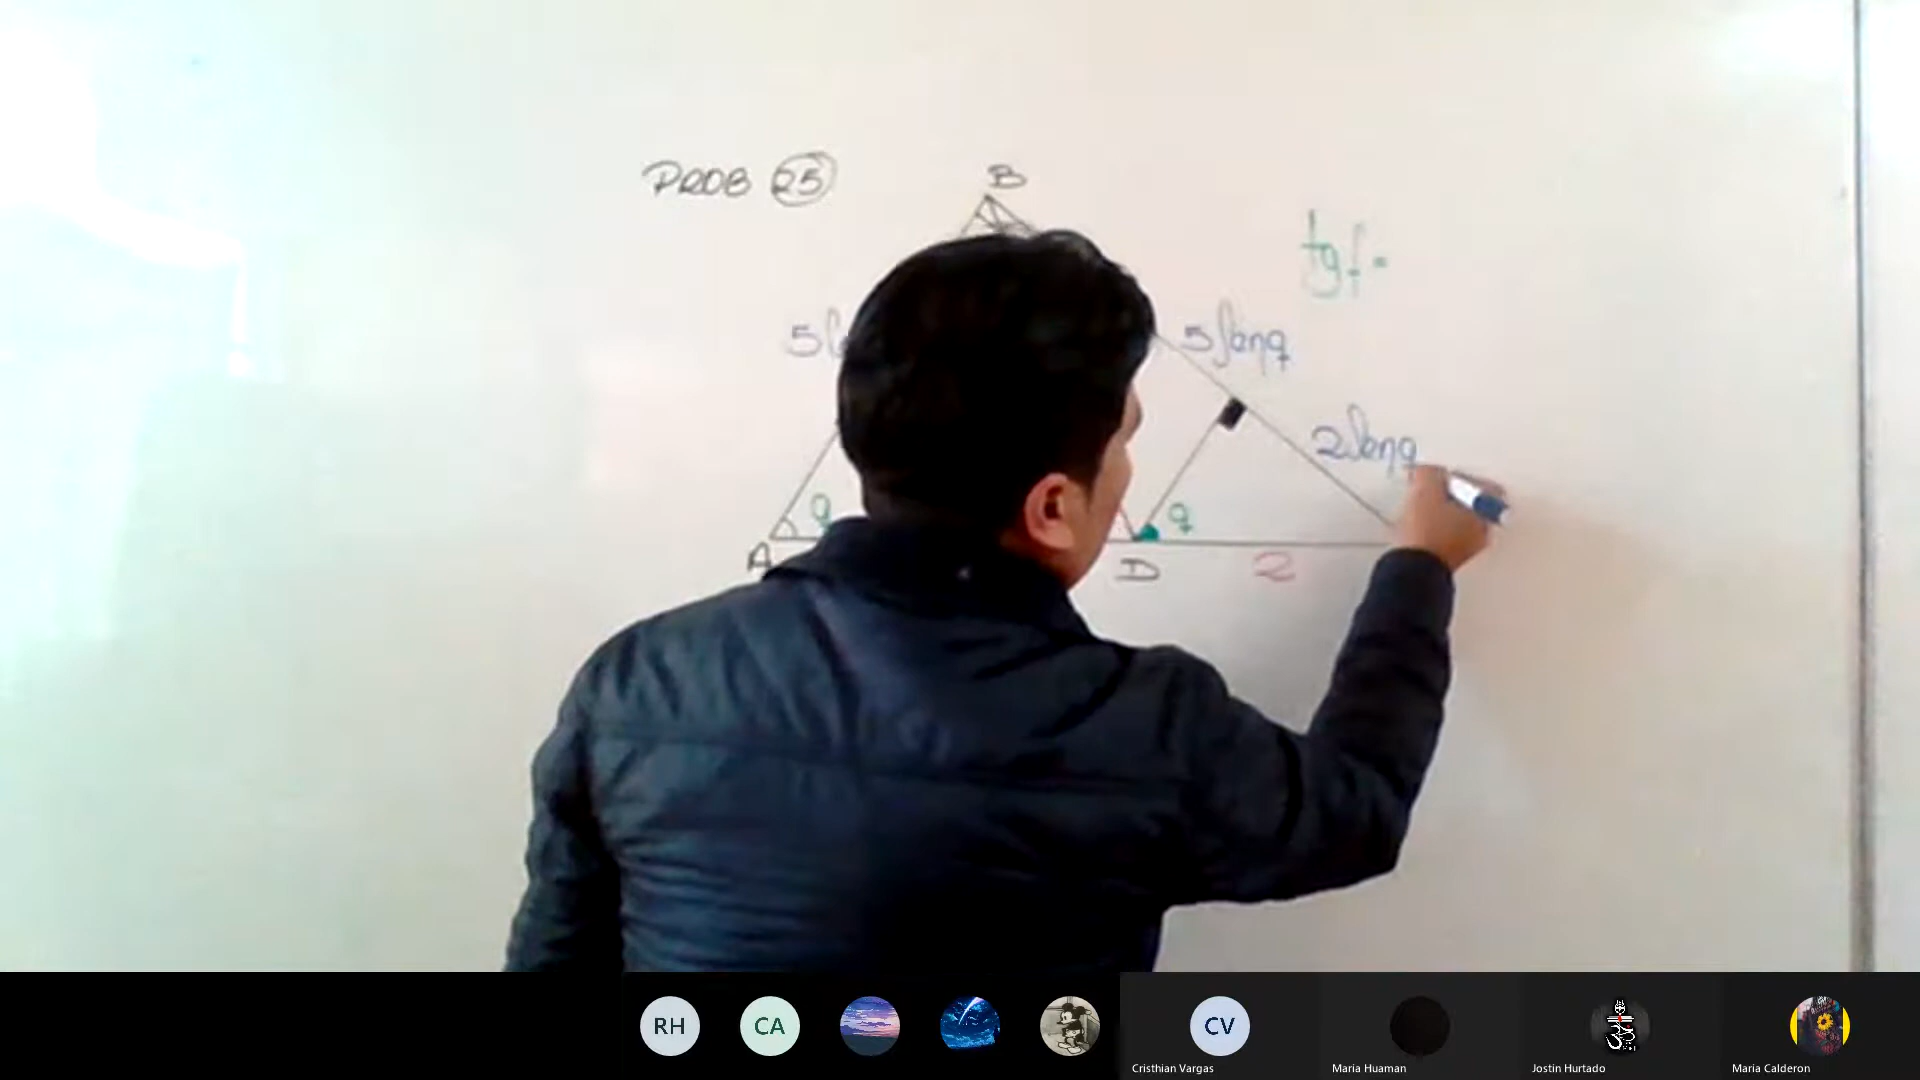 PROB 25
B
tgf=
5 5 Senq
2 Senq
θ θ
A D 2
RH CA CV
Cristhian Vargas Maria Huaman Jostin Hurtado Maria Calderon